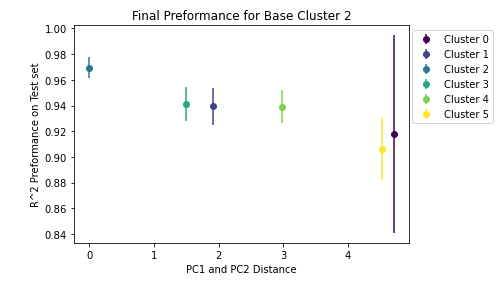 Final Preformance for Base Cluster 2
R^2 Preformance on Test set
1.00
0.98
0.96
0.94
0.92
0.90
0.88
0.86
0.84
0 1 2 3 4
PC1 and PC2 Distance
Cluster 0
Cluster 1
Cluster 2
Cluster 3
Cluster 4
Cluster 5